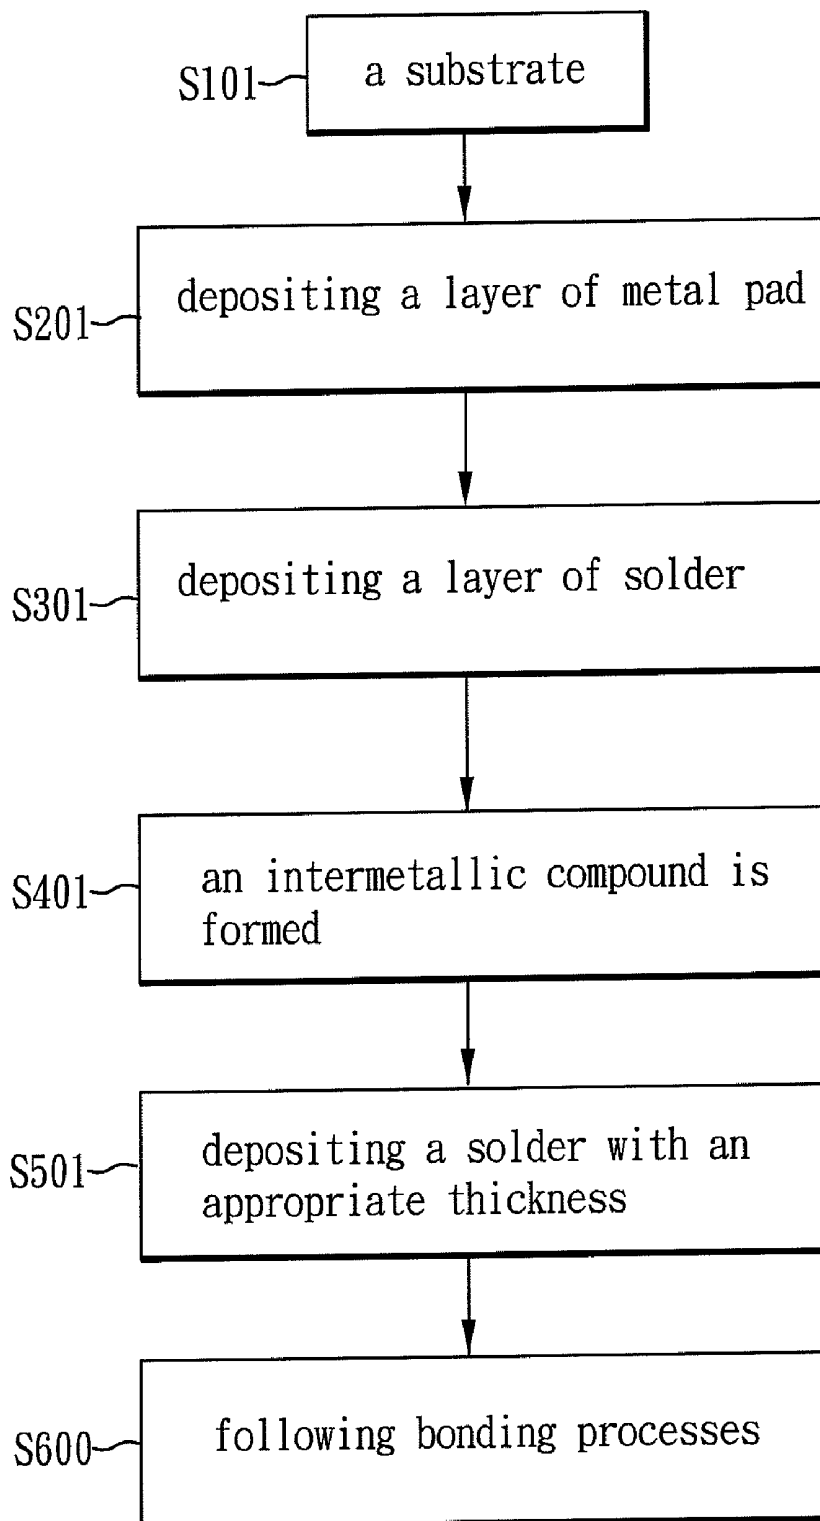 S101
a substrate
S201
depositing a layer of metal pad
S301
depositing a layer of solder
S401
an intermetallic compound is
formed
S501
depositing a solder with an
appropriate thickness
S600
following bonding processes